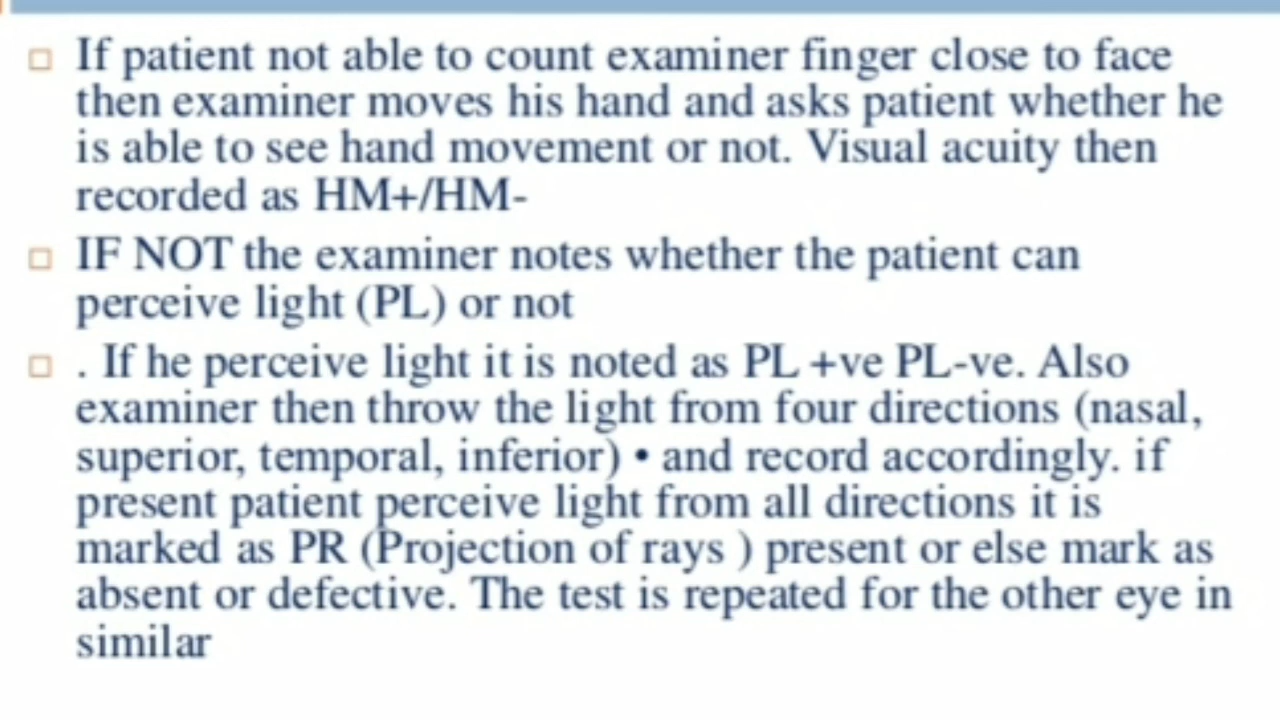 If patient not able to count examiner finger close to face
then examiner moves his hand and asks patient whether he
is able to see hand movement or not. Visual acuity then
recorded as HM+/HM-
IF NOT the examiner notes whether the patient can
perceive light (PL) or not
. If he perceive light it is noted as PL +ve PL-ve. Also
examiner then throw the light from four directions (nasal,
superior, temporal, inferior) • and record accordingly. if
present patient perceive light from all directions it is
marked as PR (Projection of rays ) present or else mark as
absent or defective. The test is repeated for the other eye in
similar